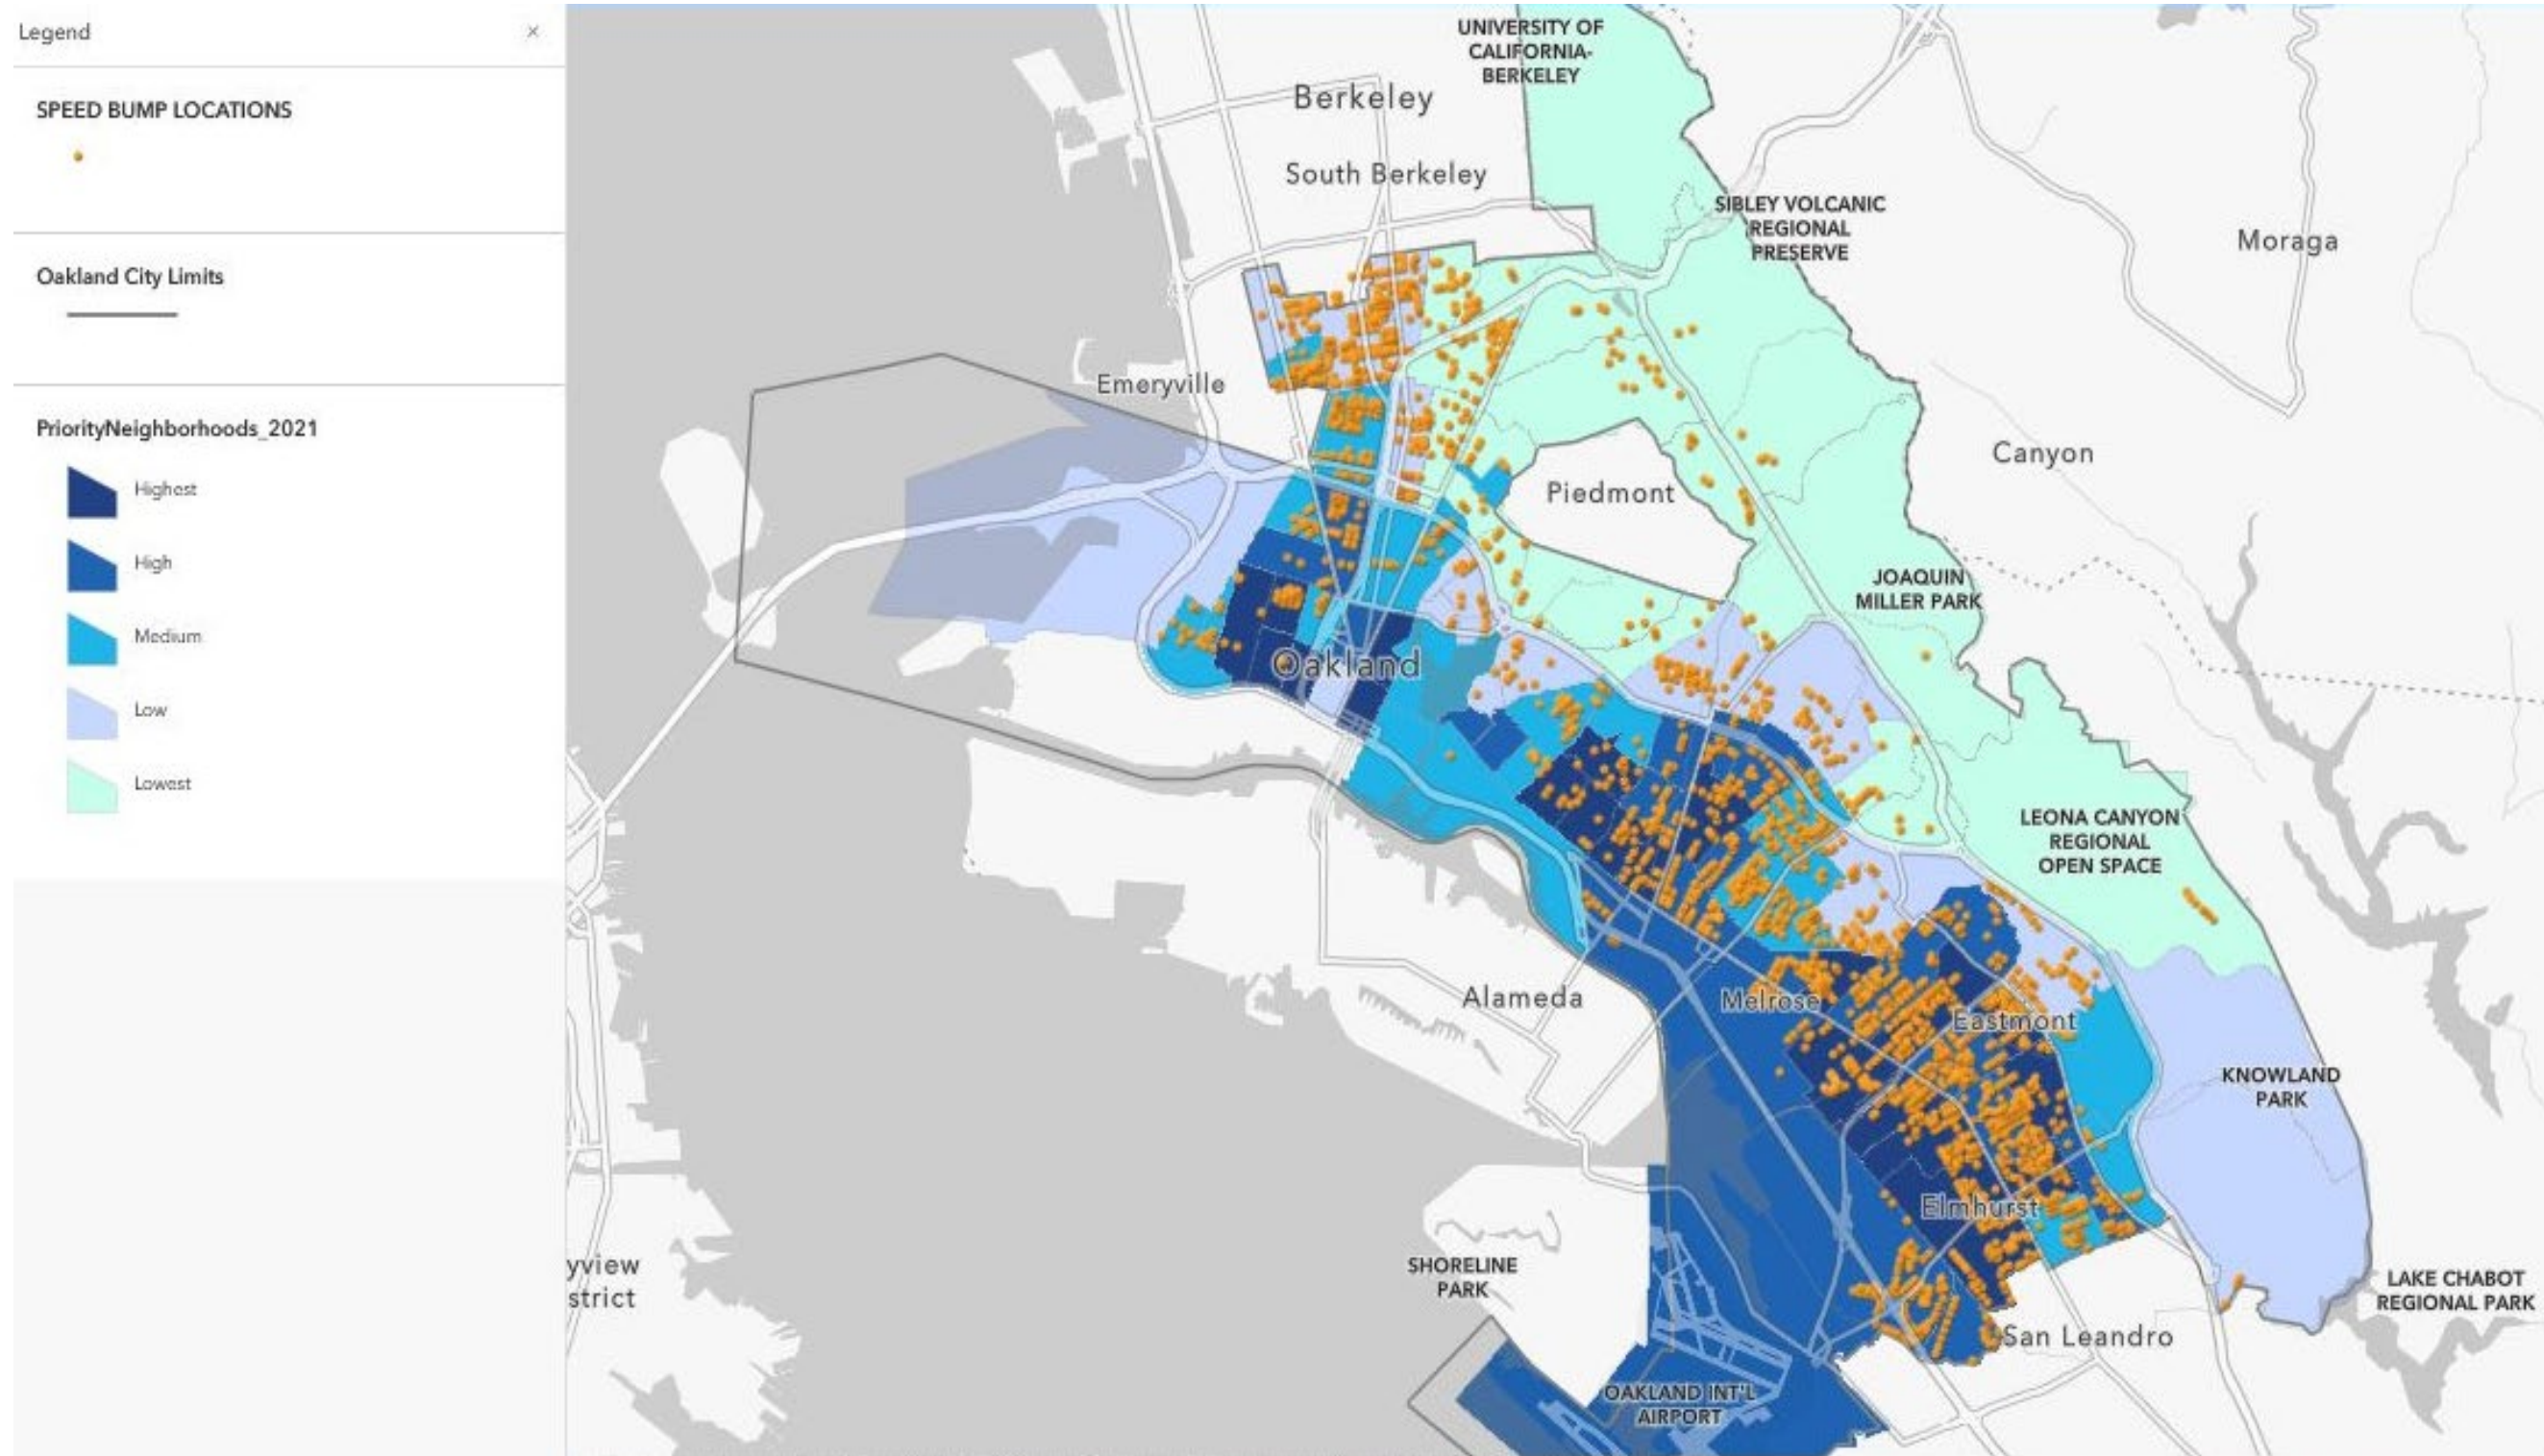 Legend ×
SPEED BUMP LOCATIONS
Oakland City Limits
PriorityNeighborhoods_2021
Highest
High
Medium
Low
Lowest
UNIVERSITY OF
CALIFORNIA-
BERKELEY
Berkeley
South Berkeley
SIBLEY VOLCANIC
REGIONAL
PRESERVE
Moraga
Emeryville
Canyon
Piedmont
JOAQUIN
MILLER PARK
Oakland
LEONA CANYON
REGIONAL
OPEN SPACE
Alameda
Melrose
Eastmont
KNOWLAND
PARK
Elmhurst
yview
strict
SHORELINE
PARK
LAKE CHABOT
REGIONAL PARK
San Leandro
OAKLAND INT'L
AIRPORT